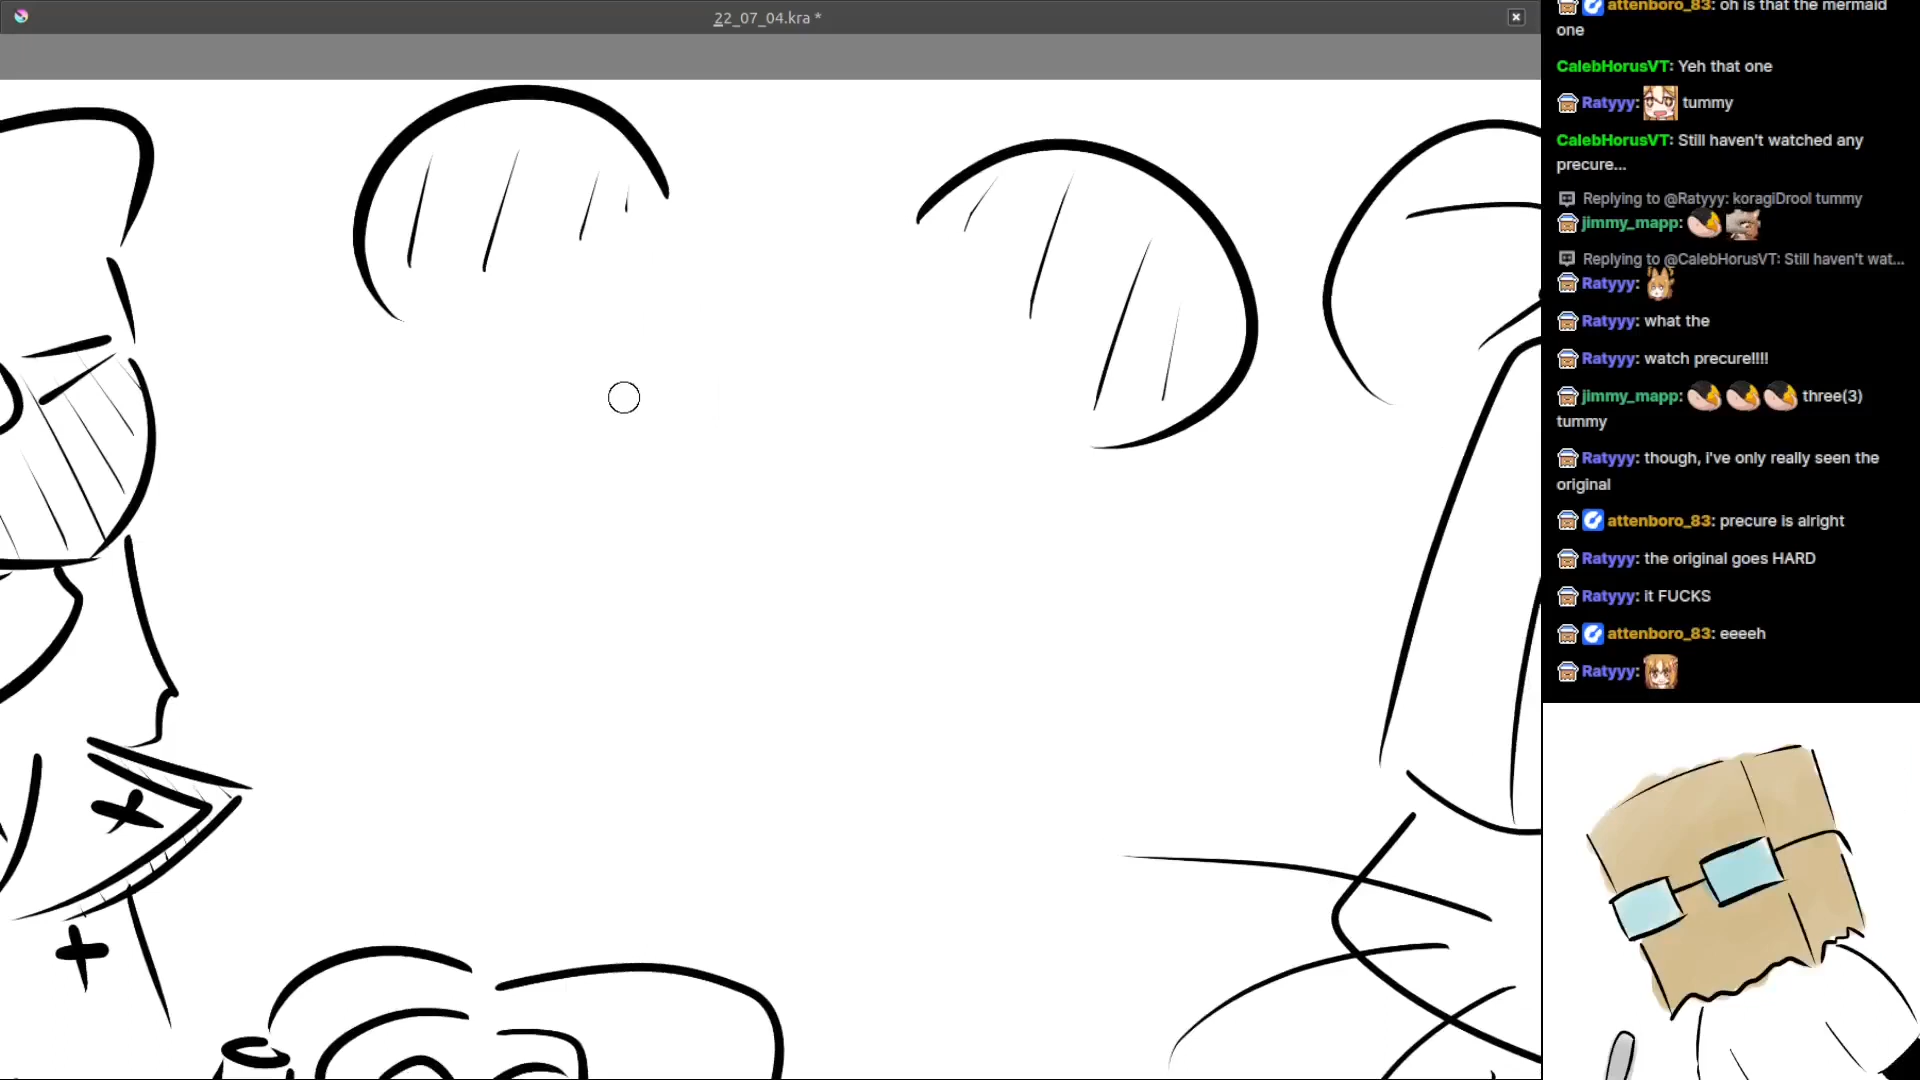 22_07_04.kra *
attenboro_83: oh is that the mermaid
one
CalebHorusVT: Yeh that one
Ratyyy: tummy
CalebHorusVT: Still haven't watched any
precure...
Replying to @Ratyyy: koragiDrool tummy
jimmy_mapp:
Replying to @CalebHorusVT: Still haven't wat...
Ratyyy:
Ratyyy: what the
Ratyyy: watch precure!!!!
jimmy_mapp: three(3)
tummy
Ratyyy: though, i've only really seen the
original
attenboro_83: precure is alright
Ratyyy: the original goes HARD
Ratyyy: it FUCKS
attenboro_83: eeeeh
Ratyyy: